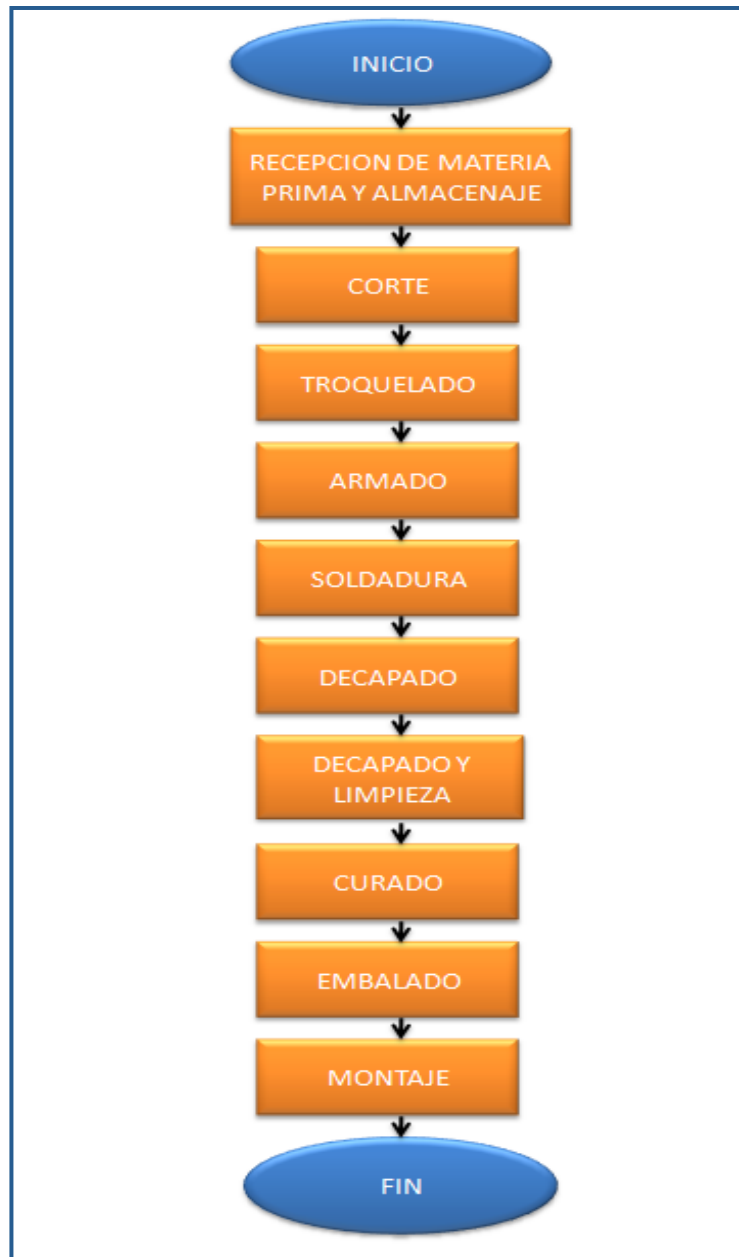 INICIO
RECEPCION DE MATERIA
PRIMA Y ALMACENAJE
CORTE
TROQUELADO
ARMADO
SOLDADURA
DECAPADO
DECAPADO Y
LIMPIEZA
CURADO
EMBALADO
MONTAJE
FIN